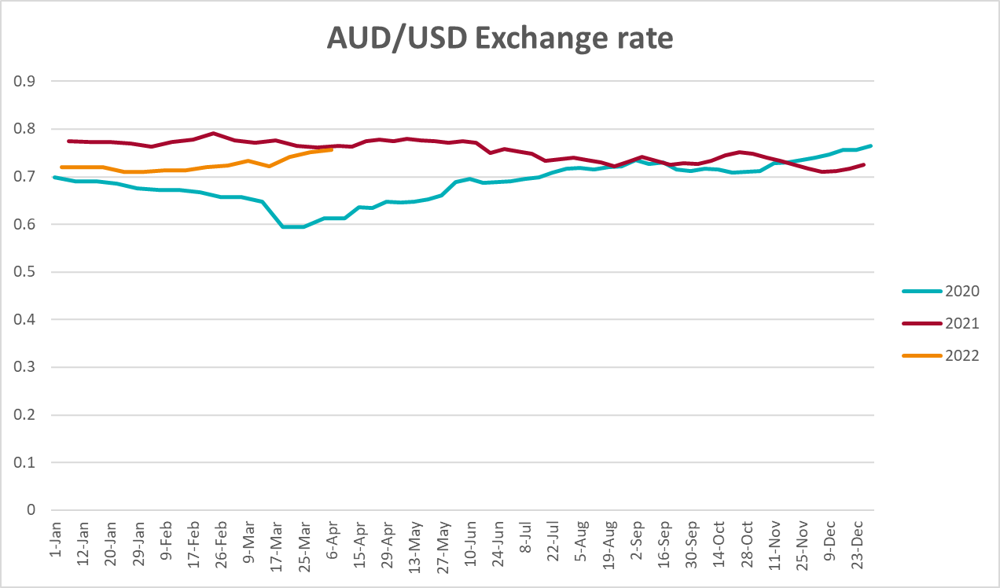 AUD/USD Exchange rate
0.9
0.8
0.7
0.6
0.5
0.4
0.3
0.2
0.1
0
1-Jan
12-Jan
20-Jan
29-Jan
9-Feb
17-Feb
26-Feb
9-Mar
17-Mar
25-Mar
6-Apr
15-Apr
29-Apr
13-May
27-May
10-Jun
24-Jun
8-Jul
22-Jul
5-Aug
19-Aug
2-Sep
16-Sep
30-Sep
14-Oct
28-Oct
11-Nov
25-Nov
9-Dec
23-Dec
2020
2021
2022